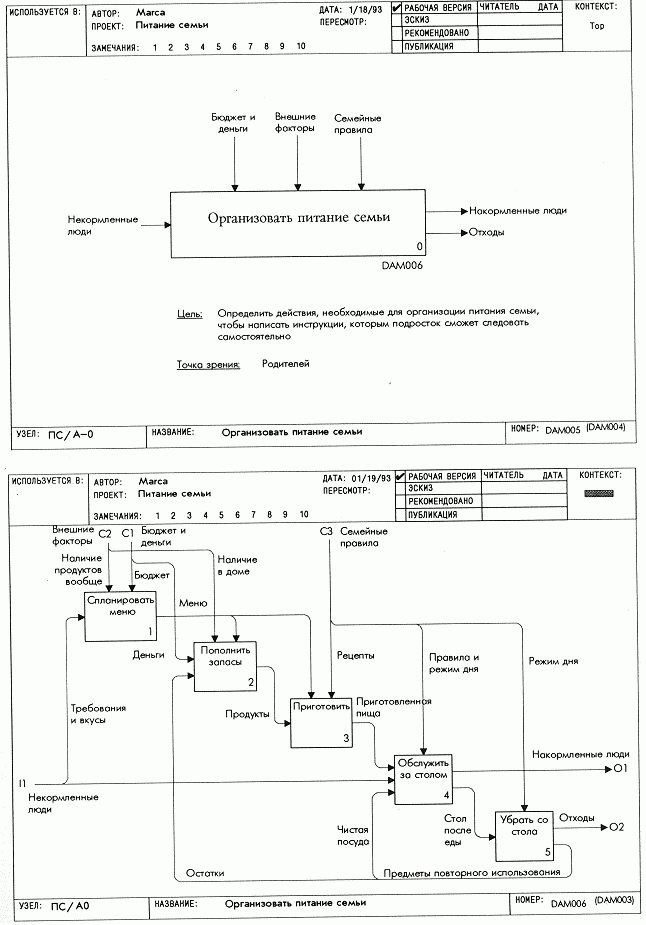 ИСПОЛЬЗУЕТСЯ В:
АВТОР: Marca
ПРОЕКТ: Питание семьи
ЗАМЕЧАНИЯ: 1 2 3 4 5 6 7 8 9 10
ДАТА: 1/18/93
ПЕРЕСМОТР:
РАБОЧАЯ ВЕРСИЯ
ЭСКИЗ
РЕКОМЕНДОВАНО
ПУБЛИКАЦИЯ
ЧИТАТЕЛЬ ДАТА
КОНТЕКСТ:
Top
Бюджет и
деньги
Внешние
факторы
Семейные
правила
Некормленные
люди
Организовать питание семьи
0
Накормленные люди
Отходы
DAM006
Цель: Определить действия, необходимые для организации питания семьи,
чтобы написать инструкции, которым подросток сможет следовать
самостоятельно
Точка зрения: Родителей
УЗЕЛ: ПС/А-0
НАЗВАНИЕ: Организовать питание семьи
НОМЕР: DAM005 (DAM004)
ИСПОЛЬЗУЕТСЯ В:
АВТОР: Marca
ПРОЕКТ: Питание семьи
ЗАМЕЧАНИЯ: 1 2 3 4 5 6 7 8 9 10
ДАТА: 01/19/93
ПЕРЕСМОТР:
РАБОЧАЯ ВЕРСИЯ
ЭСКИЗ
РЕКОМЕНДОВАНО
ПУБЛИКАЦИЯ
ЧИТАТЕЛЬ ДАТА
КОНТЕКСТ:
Внешние
факторы
C2
C1
Бюджет и
деньги
C3
Семейные
правила
Наличие
продуктов
вообще
Бюджет
Наличие
в доме
Спланировать
меню
1
Меню
Деньги
Пополнить
запасы
2
Рецепты
Правила и
режим дня
Режим дня
Требования
и вкусы
Продукты
Приготовить
3
Приготовленная
пища
I1
Некормленные
люди
Обслужить
за столом
4
Накормленные люди
O1
Чистая
посуда
Стол
после
еды
Убрать со
стола
5
Отходы
O2
Остатки
Предметы повторного использования
УЗЕЛ: ПС/А0
НАЗВАНИЕ: Организовать питание семьи
НОМЕР: DAM006 (DAM003)